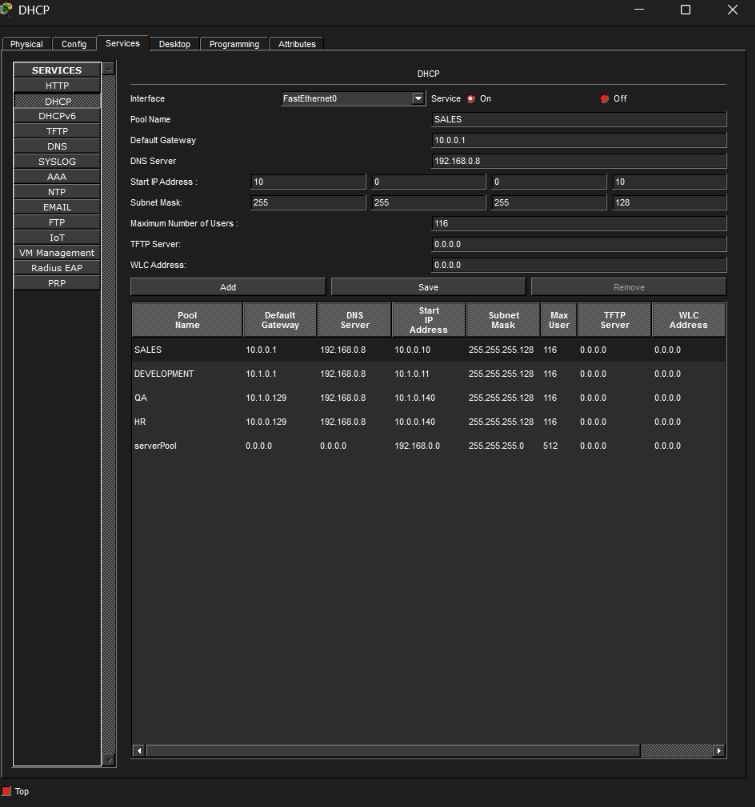 DHCP
Physical Config Services Desktop Programming Attributes
SERVICES
HTTP
DHCP
DHCPv6
TFTP
DNS
SYSLOG
AAA
NTP
EMAIL
FTP
IoT
VM Management
Radius EAP
PRP
DHCP
Interface FastEthernet0 Service On Off
Pool Name SALES
Default Gateway 10.0.0.1
DNS Server 192.168.0.8
Start IP Address : 10 0 0 10
Subnet Mask: 255 255 255 128
Maximum Number of Users : 116
TFTP Server: 0.0.0.0
WLC Address: 0.0.0.0
Add Save Remove
Pool Name Default Gateway DNS Server Start IP Address Subnet Mask Max User TFTP Server WLC Address
SALES 10.0.0.1 192.168.0.8 10.0.0.10 255.255.255.128 116 0.0.0.0 0.0.0.0
DEVELOPMENT 10.1.0.1 192.168.0.8 10.1.0.11 255.255.255.128 116 0.0.0.0 0.0.0.0
QA 10.1.0.129 192.168.0.8 10.1.0.140 255.255.255.128 116 0.0.0.0 0.0.0.0
HR 10.0.0.129 192.168.0.8 10.0.0.140 255.255.255.128 116 0.0.0.0 0.0.0.0
serverPool 0.0.0.0 0.0.0.0 192.168.0.0 255.255.255.0 512 0.0.0.0 0.0.0.0
Top